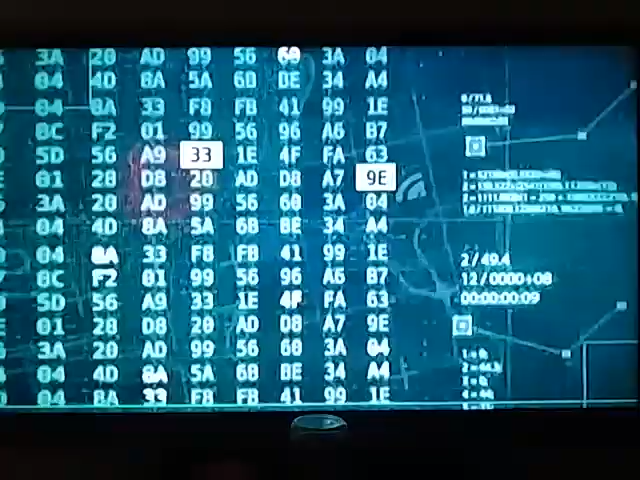 3A 20 AD 99 56 60 3A 04
04 4D 8A 5A 6B DE 34 A4
04 8A 33 F8 FB 41 99 1E
8C F2 01 99 56 96 A6 B7
5D 56 A9 33 1E 4F FA 63
01 28 D8 20 AD D8 A7 9E
3A 20 AD 99 56 60 3A 04
04 4D 8A 5A 6B BE 34 A4
04 8A 33 F8 FB 41 99 1E
8C F2 01 99 56 96 A6 B7
5D 56 A9 33 1E 4F FA 63
01 28 D8 20 AD D8 A7 9E
3A 20 AD 99 56 60 3A 04
04 4D 8A 5A 6B BE 34 A4
04 8A 33 F8 FB 41 99 1E
2/49.4
12/0000+08
00:00:00:09